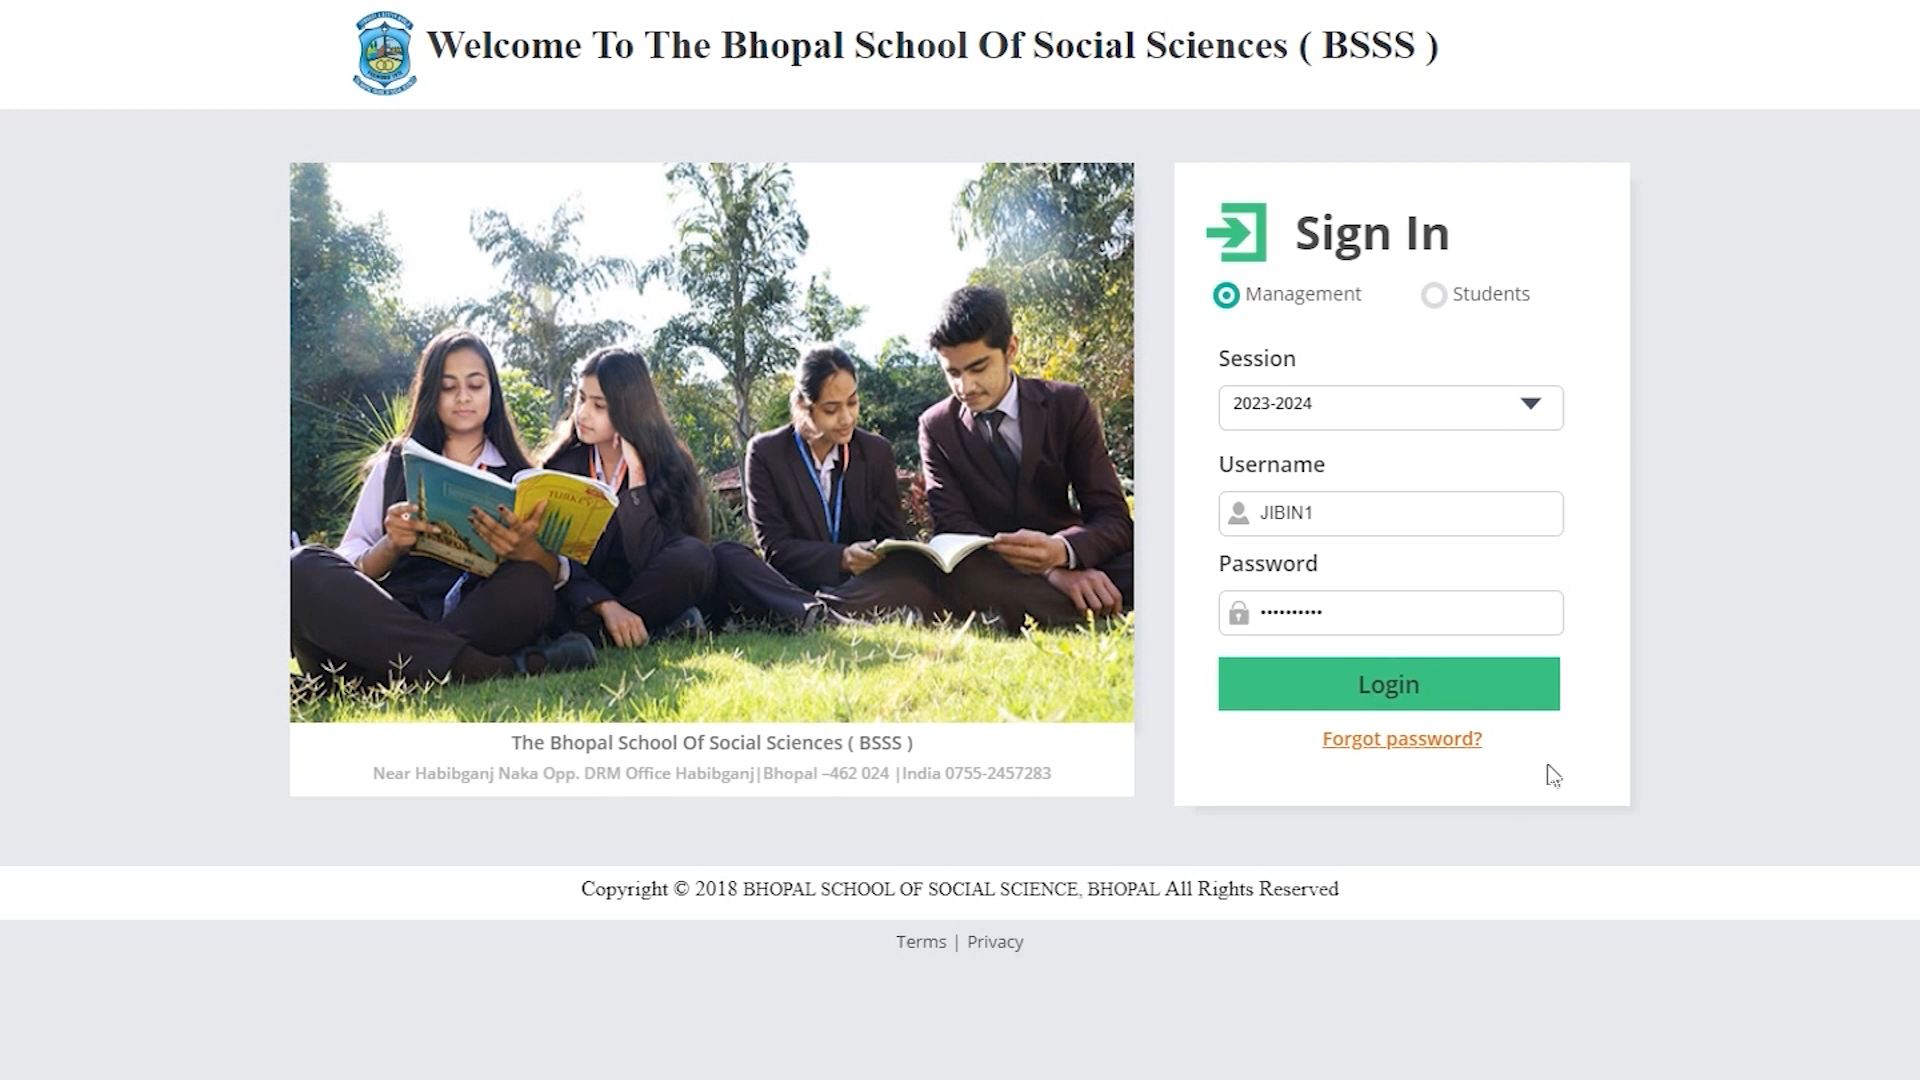 Welcome To The Bhopal School Of Social Sciences ( BSSS )
TURKEY
The Bhopal School Of Social Sciences ( BSSS )
Near Habibganj Naka Opp. DRM Office Habibganj|Bhopal –462 024 |India 0755-2457283
Sign In
Management
Students
Session
2023-2024
Username
JIBIN1
Password
••••••••••
Login
Forgot password?
Copyright © 2018 BHOPAL SCHOOL OF SOCIAL SCIENCE, BHOPAL All Rights Reserved
Terms | Privacy